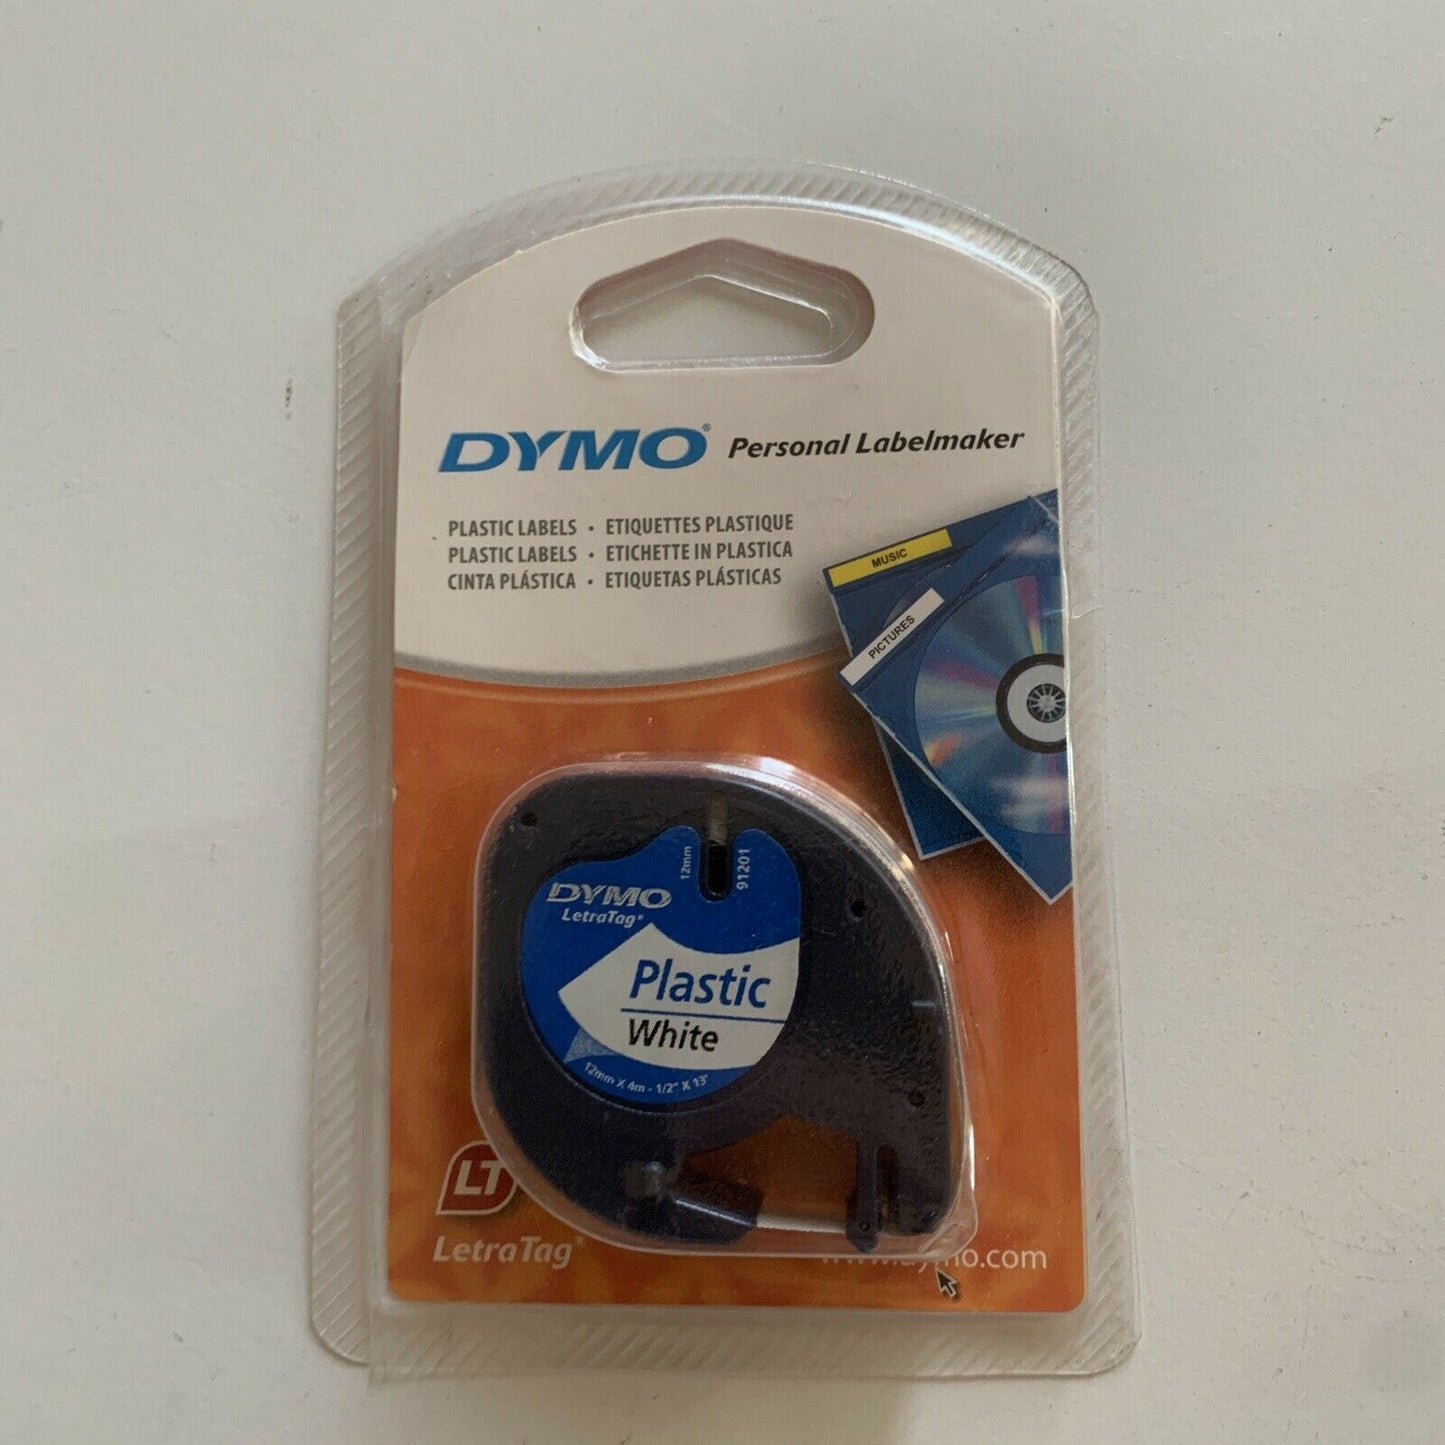 DYMO® Personal Labelmaker
PLASTIC LABELS • ETIQUETTES PLASTIQUE
PLASTIC LABELS • ETICHETTE IN PLASTICA
CINTA PLÁSTICA • ETIQUETAS PLÁSTICAS
MUSIC
PICTURES
12mm
91201
DYMO
LetraTag®
Plastic
White
12mm X 4m - 1/2" X 13'
LT
LetraTag®
www.dymo.com